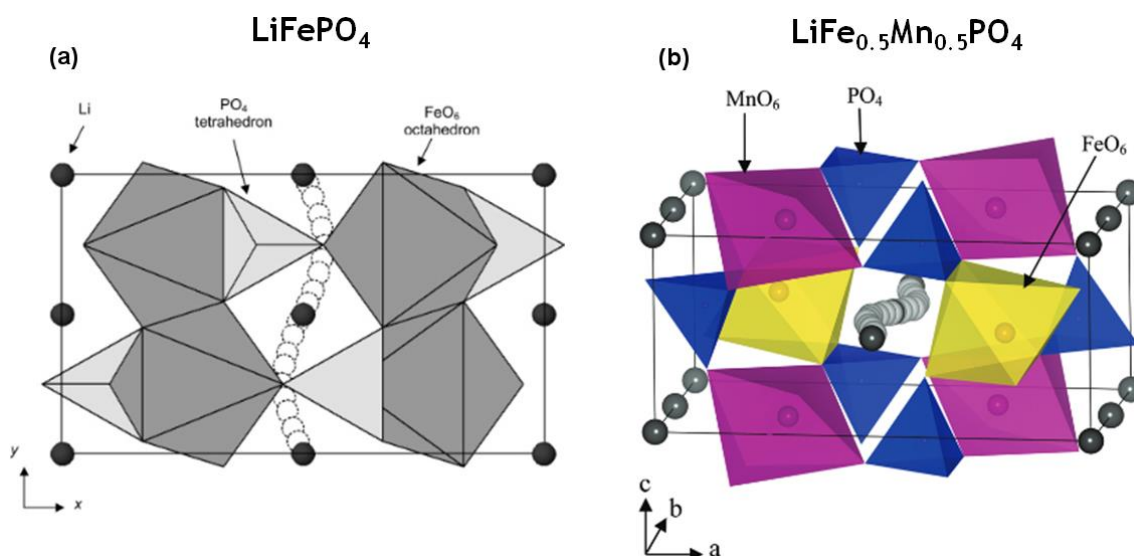 LiFePO₄
(a)
Li
PO₄
tetrahedron
FeO₆
octahedron
y
x
LiFe₀.₅Mn₀.₅PO₄
(b)
MnO₆
PO₄
FeO₆
c
b
a